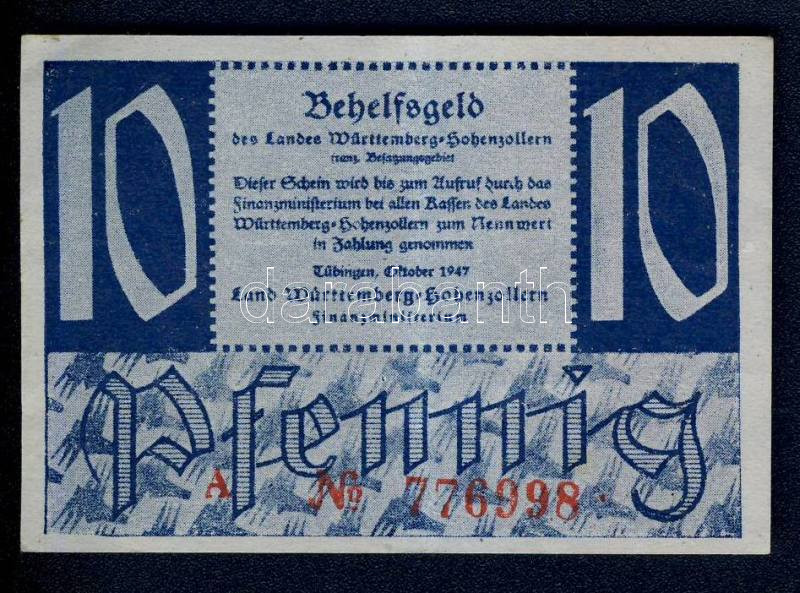 10
10
Behelfsgeld
des Landes Württemberg-Hohenzollern
franz. Besatzungsgebiet
Dieser Schein wird bis zum Aufruf durch das
Finanzministerium bei allen Kassen des Landes
Württemberg-Hohenzollern zum Nennwert
in Zahlung genommen
Tübingen, Oktober 1947
Land Württemberg-Hohenzollern
Finanzministerium
darabanth
Pfennig
A № 776998